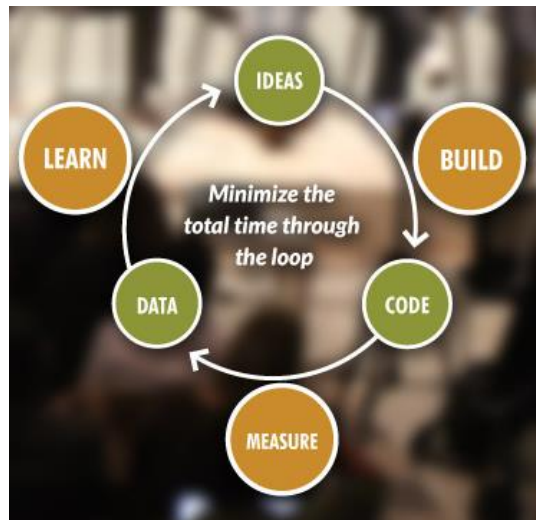 IDEAS
LEARN
BUILD
Minimize the
total time through
the loop
DATA
CODE
MEASURE